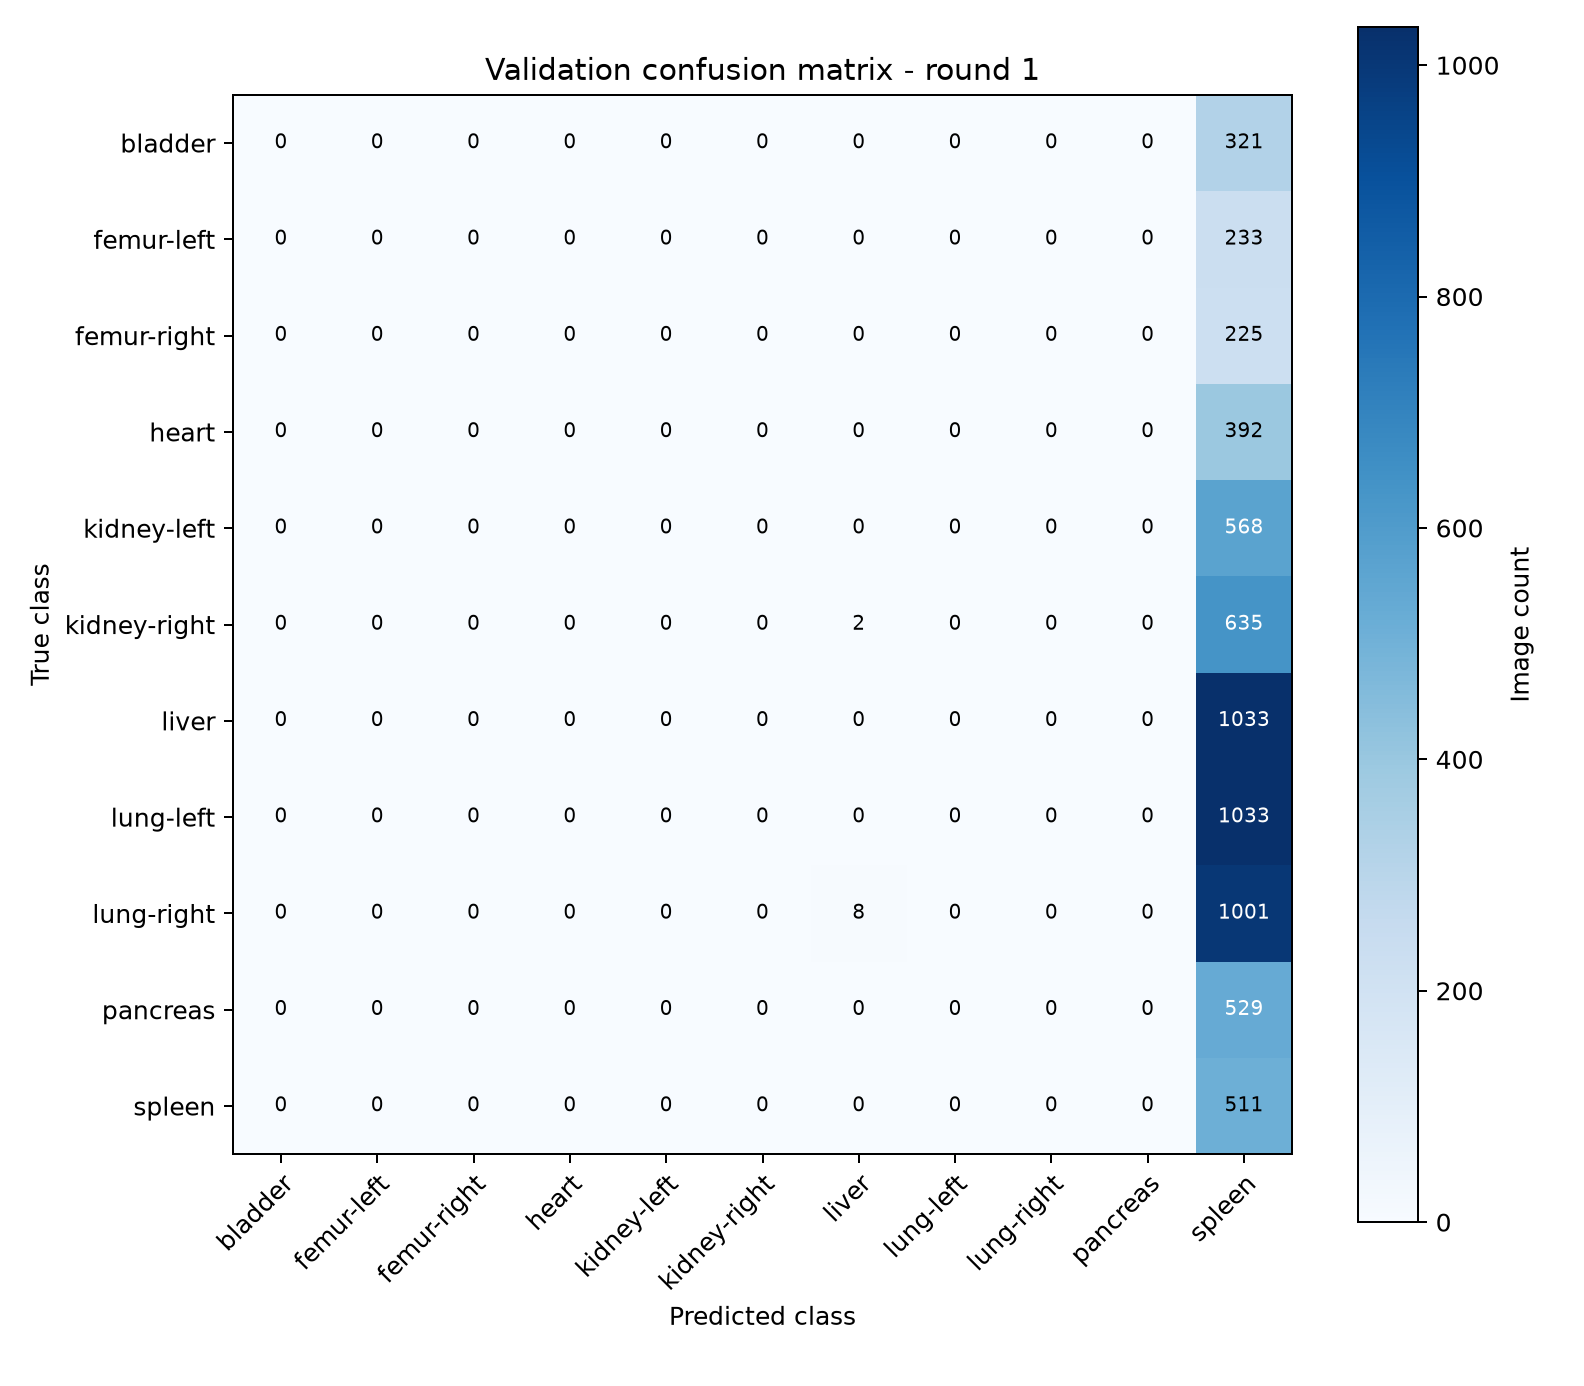 Validation confusion matrix - round 1
True class
bladder 0 0 0 0 0 0 0 0 0 0 321
femur-left 0 0 0 0 0 0 0 0 0 0 233
femur-right 0 0 0 0 0 0 0 0 0 0 225
heart 0 0 0 0 0 0 0 0 0 0 392
kidney-left 0 0 0 0 0 0 0 0 0 0 568
kidney-right 0 0 0 0 0 0 2 0 0 0 635
liver 0 0 0 0 0 0 0 0 0 0 1033
lung-left 0 0 0 0 0 0 0 0 0 0 1033
lung-right 0 0 0 0 0 0 8 0 0 0 1001
pancreas 0 0 0 0 0 0 0 0 0 0 529
spleen 0 0 0 0 0 0 0 0 0 0 511
bladder femur-left femur-right heart kidney-left kidney-right liver lung-left lung-right pancreas spleen
Predicted class
1000
800
600
400
200
0
Image count